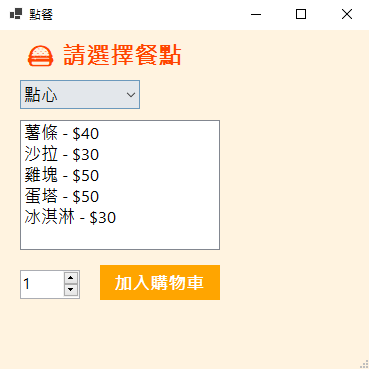 點餐
🍔 請選擇餐點
點心
薯條 - $40
沙拉 - $30
雞塊 - $50
蛋塔 - $50
冰淇淋 - $30
1
加入購物車